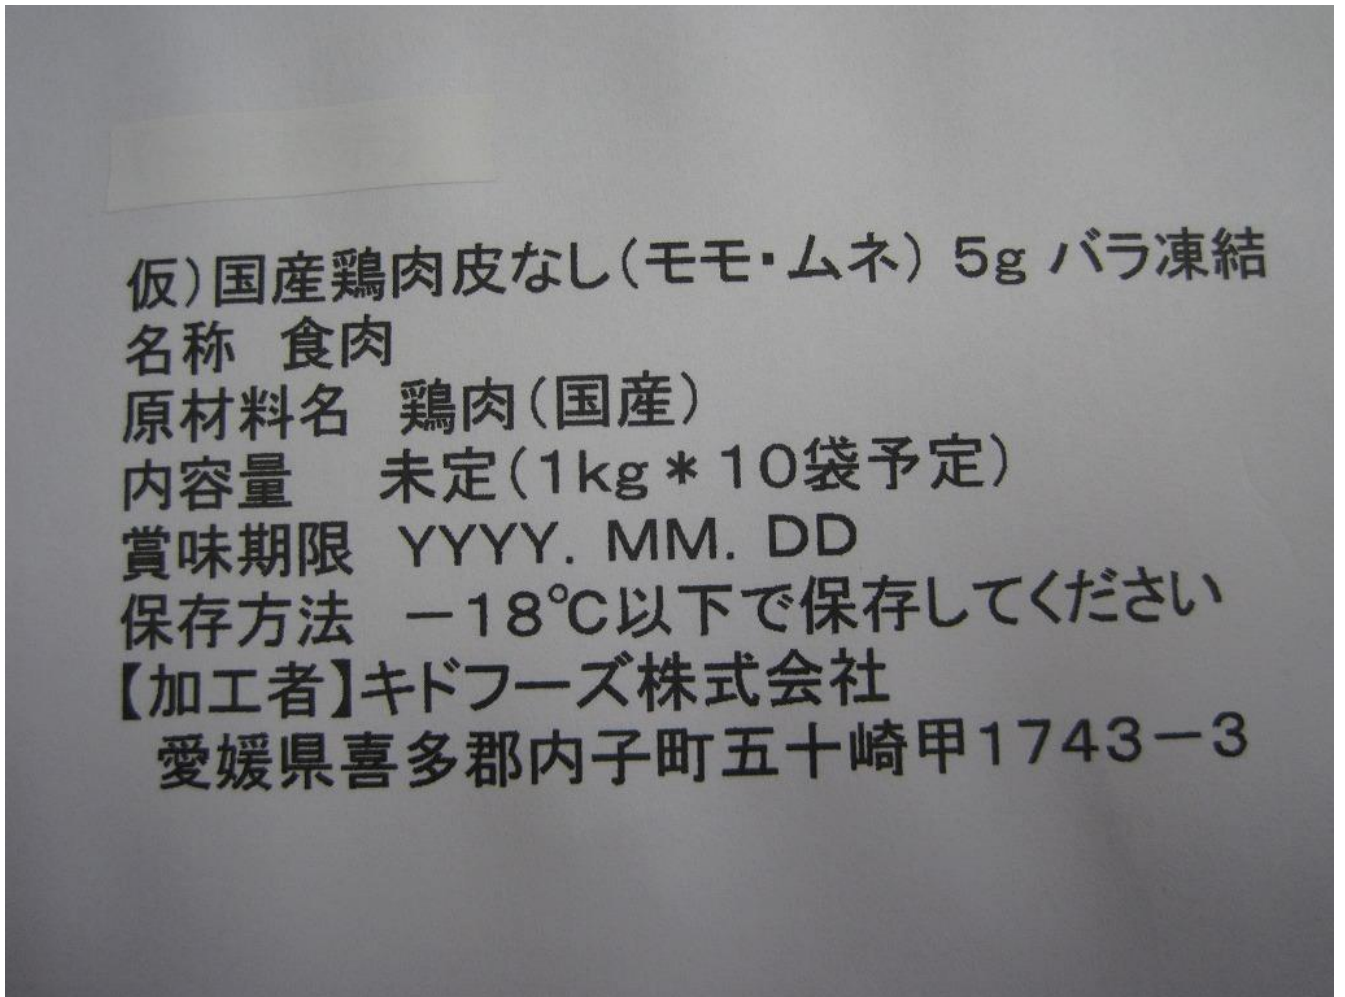 仮)国産鶏肉皮なし(モモ・ムネ) 5g バラ凍結
名称 食肉
原材料名 鶏肉(国産)
内容量 未定(1kg*10袋予定)
賞味期限 YYYY. MM. DD
保存方法 -18℃以下で保存してください
【加工者】キドフーズ株式会社
愛媛県喜多郡内子町五十崎甲1743-3